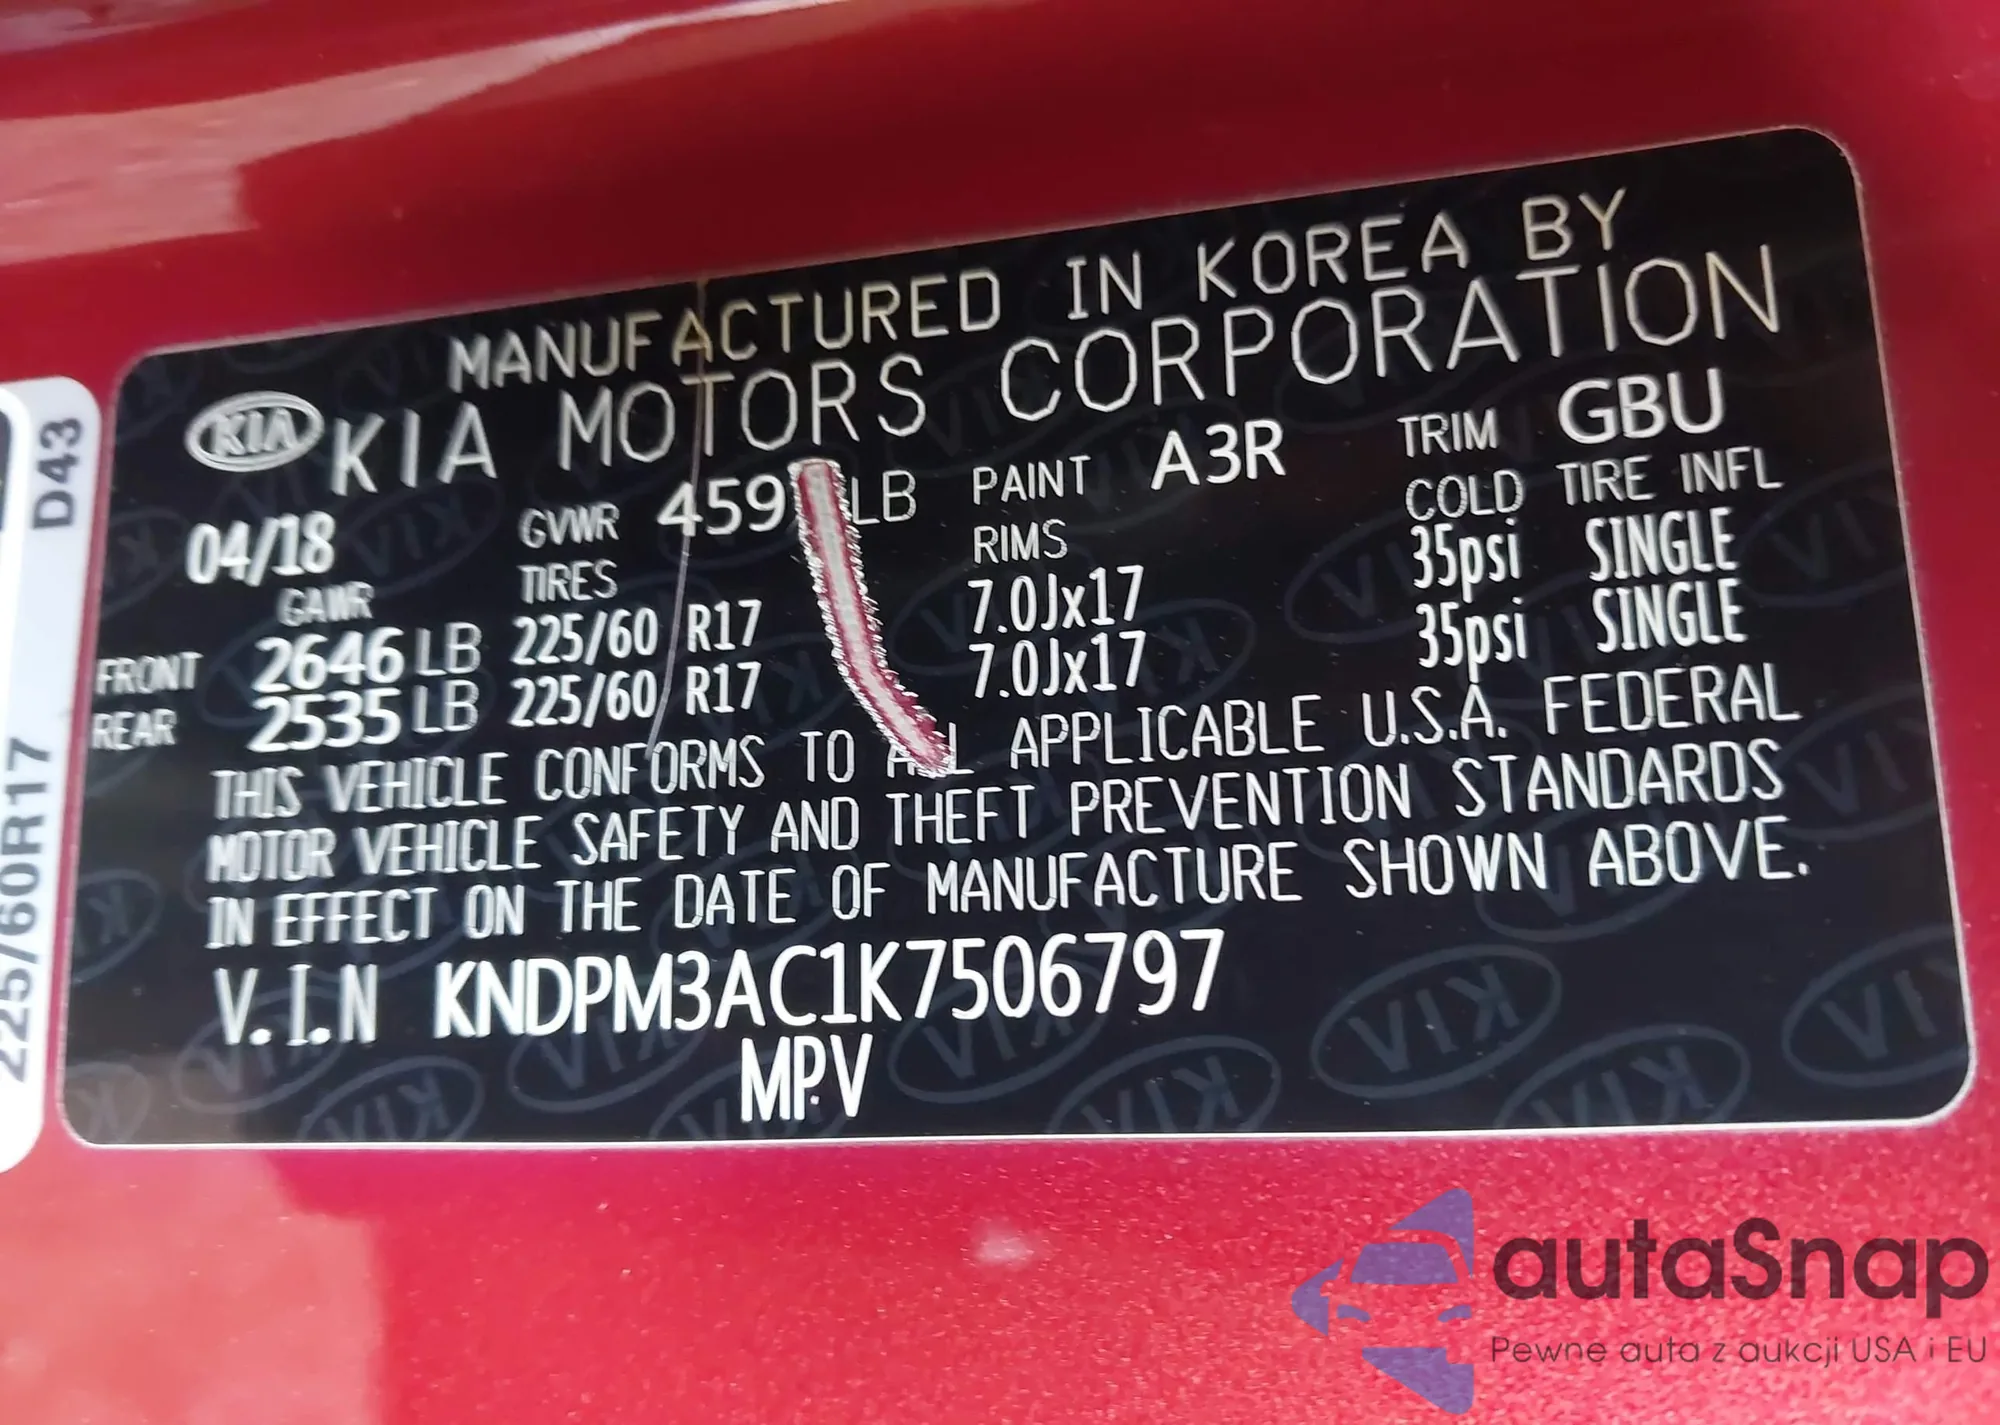 MANUFACTURED IN KOREA BY
KIA KIA MOTORS CORPORATION
04/18 GVWR LB PAINT A3R TRIM GBU
GAWR TIRES RIMS COLD TIRE INFL
FRONT 2646 LB 225/60 R17 7.0Jx17 35psi SINGLE
REAR 2535 LB 225/60 R17 7.0Jx17 35psi SINGLE
THIS VEHICLE CONFORMS TO ALL APPLICABLE U.S.A. FEDERAL
MOTOR VEHICLE SAFETY AND THEFT PREVENTION STANDARDS
IN EFFECT ON THE DATE OF MANUFACTURE SHOWN ABOVE.
V.I.N KNDPM3AC1K7506797
MPV
225/60R17 D43
autaSnap
Pewne auta z aukcji USA i EU